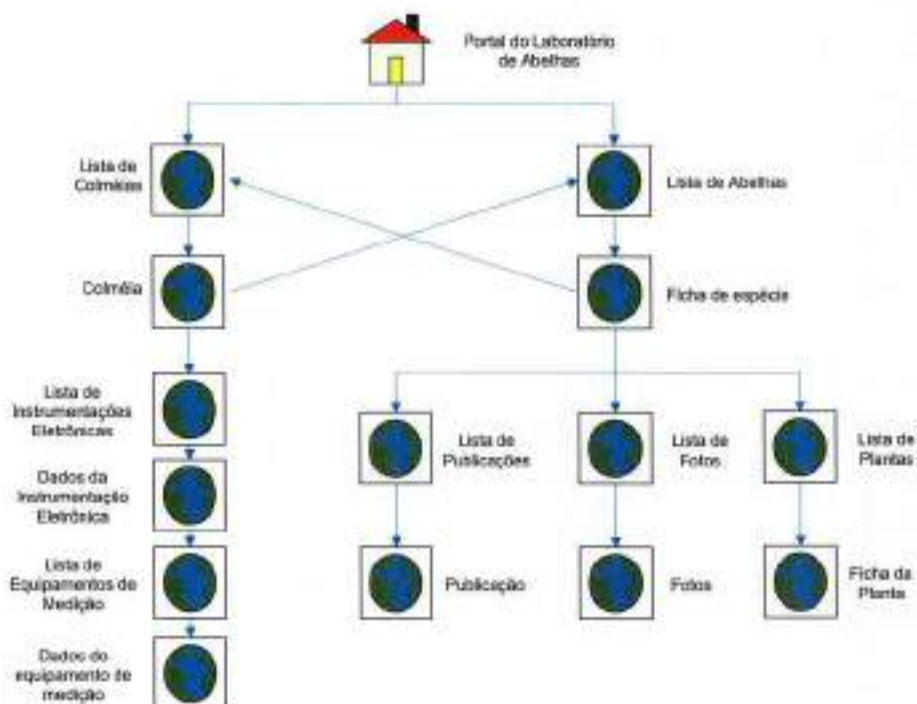 Portal do Laboratório
de Abelhas
Lista de
Colméias
Lista de Abelhas
Colméia
Ficha de espécie
Lista de
Instrumentações
Eletrônicas
Lista de
Publicações
Lista de
Fotos
Lista de
Plantas
Dados da
Instrumentação
Eletrônica
Lista de
Equipamentos de
Medição
Publicação
Fotos
Ficha da
Planta
Dados do
equipamento de
medição